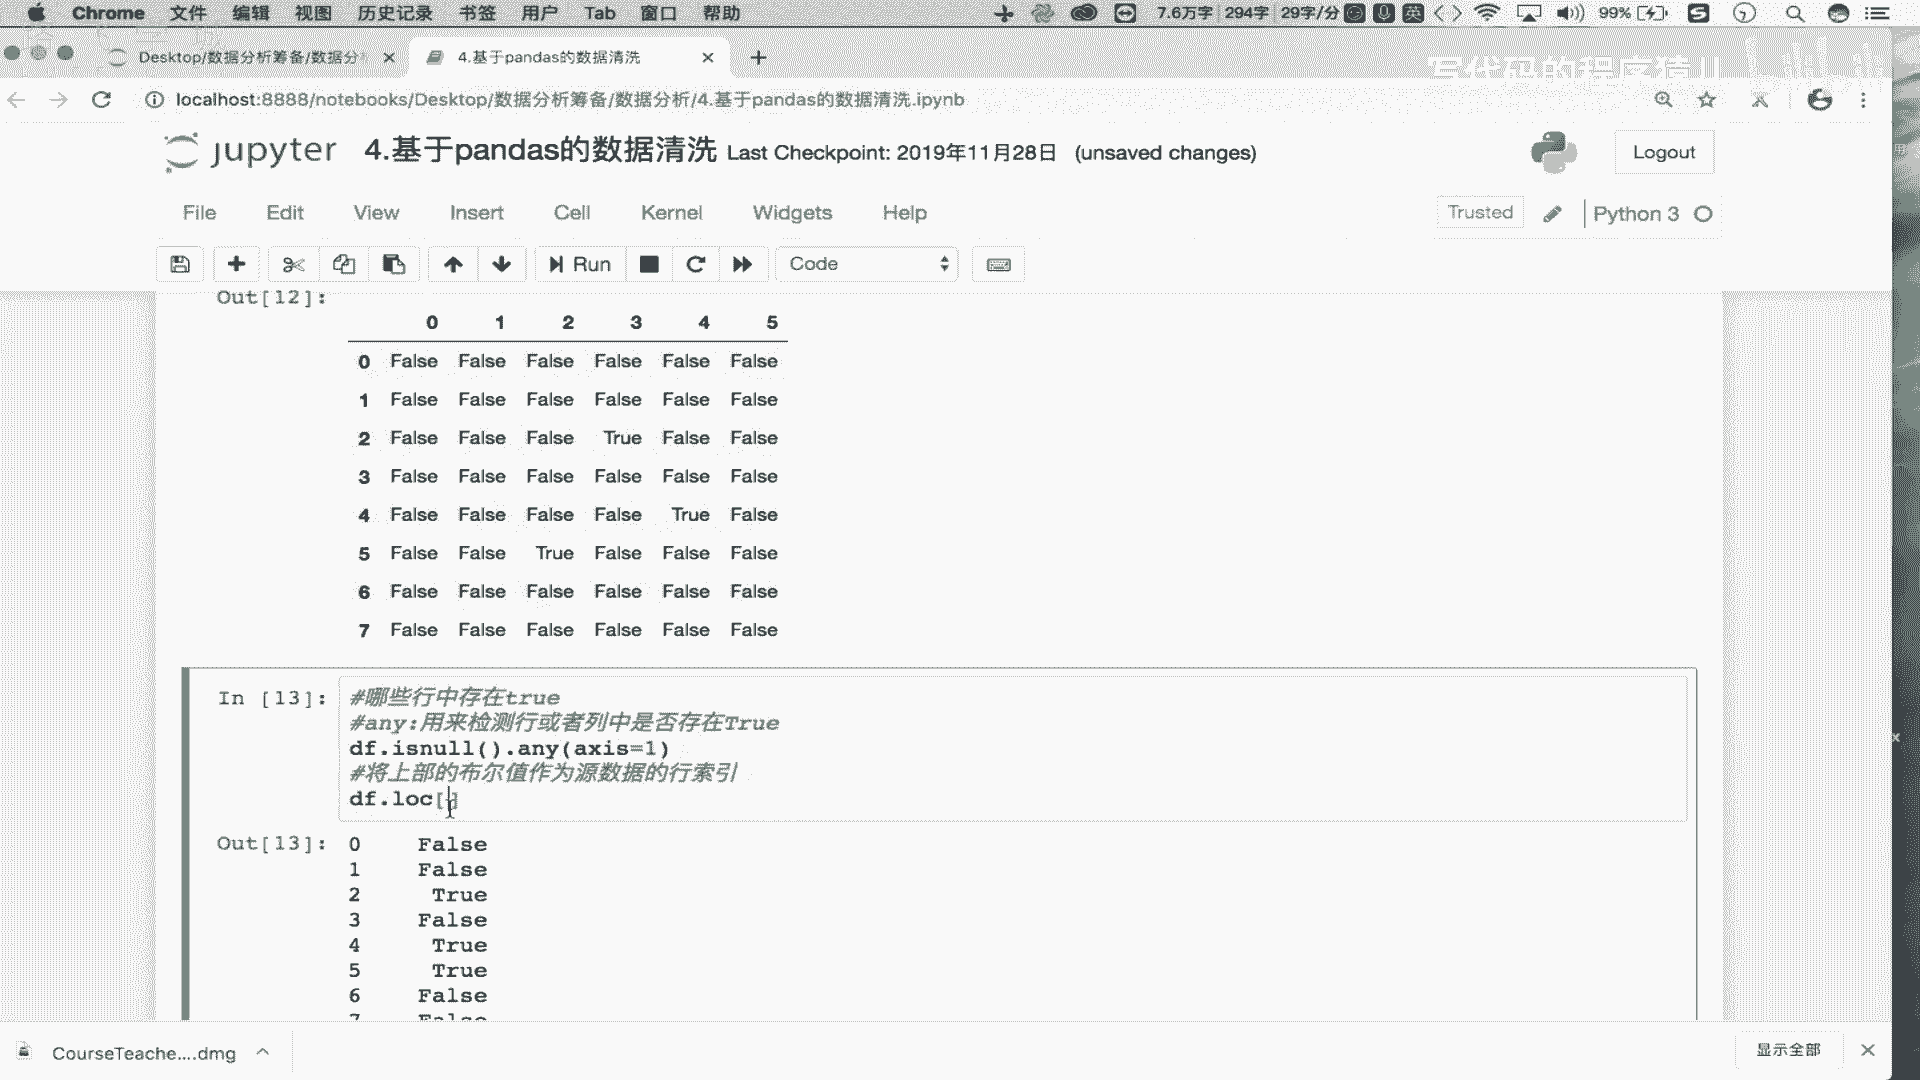 Chrome 文件 编辑 视图 历史记录 书签 用户 Tab 窗口 帮助 7.6万字 294字 29字/分 英 99%
Desktop/数据分析筹备/数据分 4.基于pandas的数据清洗
写代码的程序猿
localhost:8888/notebooks/Desktop/数据分析筹备/数据分析/4.基于pandas的数据清洗.ipynb
jupyter 4.基于pandas的数据清洗 Last Checkpoint: 2019年11月28日 (unsaved changes) Logout
File Edit View Insert Cell Kernel Widgets Help Trusted Python 3
Run Code
Out[12]:
0 1 2 3 4 5
0 False False False False False False
1 False False False False False False
2 False False False True False False
3 False False False False False False
4 False False False False True False
5 False False True False False False
6 False False False False False False
7 False False False False False False
In [13]: #哪些行中存在true
#any:用来检测行或者列中是否存在True
df.isnull().any(axis=1)
#将上部的布尔值作为源数据的行索引
df.loc[]
Out[13]: 0 False
1 False
2 True
3 False
4 True
5 True
6 False
7 False
CourseTeache....dmg 显示全部